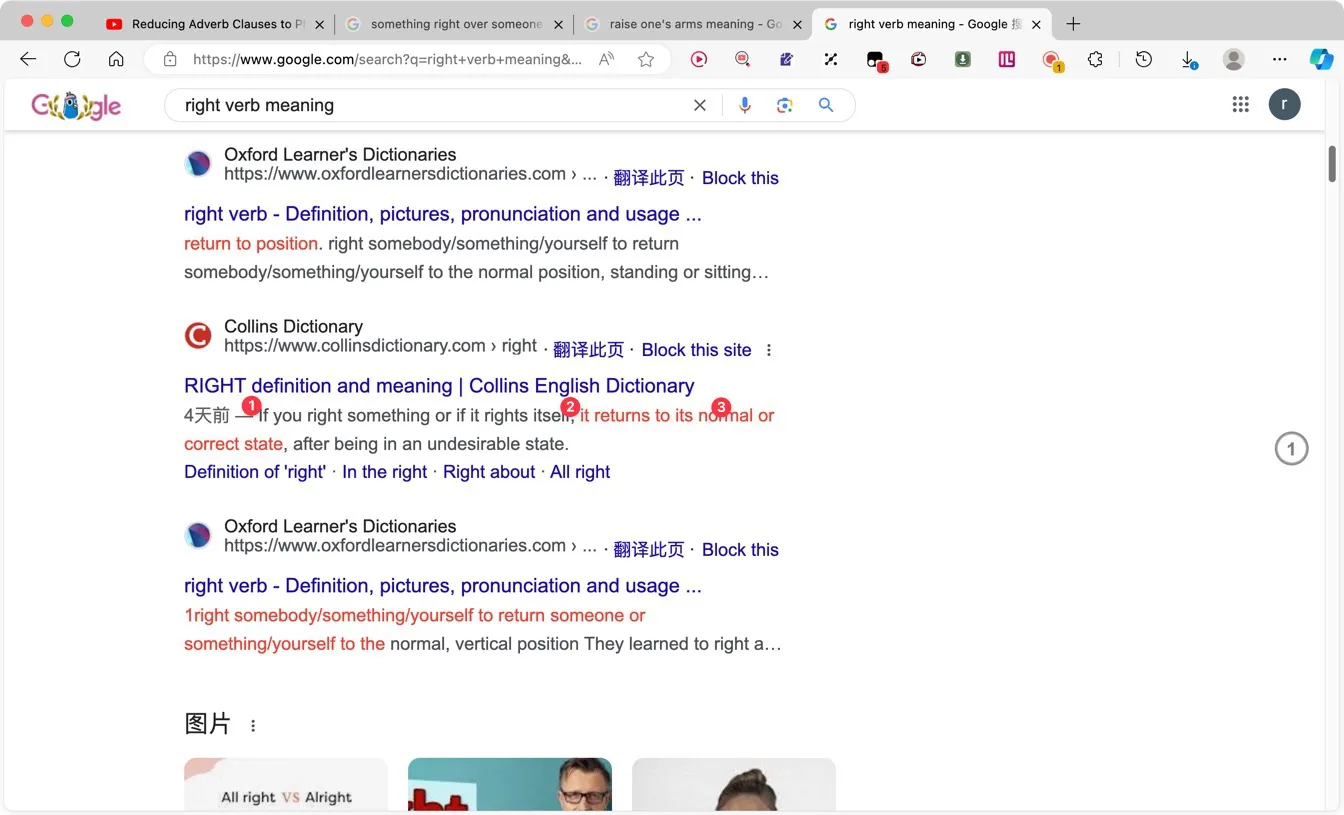 Reducing Adverb Clauses to Ph
something right over someone
raise one's arms meaning - Go
right verb meaning - Google 搜
https://www.google.com/search?q=right+verb+meaning&...
5
1
Google
right verb meaning
r
Oxford Learner's Dictionaries
https://www.oxfordlearnersdictionaries.com › ... · 翻译此页 · Block this
right verb - Definition, pictures, pronunciation and usage ...
return to position. right somebody/something/yourself to return
somebody/something/yourself to the normal position, standing or sitting…
Collins Dictionary
https://www.collinsdictionary.com › right · 翻译此页 · Block this site
RIGHT definition and meaning | Collins English Dictionary
1 2 3
4天前 — If you right something or if it rights itself, it returns to its normal or
correct state, after being in an undesirable state.
1
Definition of 'right' · In the right · Right about · All right
Oxford Learner's Dictionaries
https://www.oxfordlearnersdictionaries.com › ... · 翻译此页 · Block this
right verb - Definition, pictures, pronunciation and usage ...
1right somebody/something/yourself to return someone or
something/yourself to the normal, vertical position They learned to right a…
图片
All right VS Alright